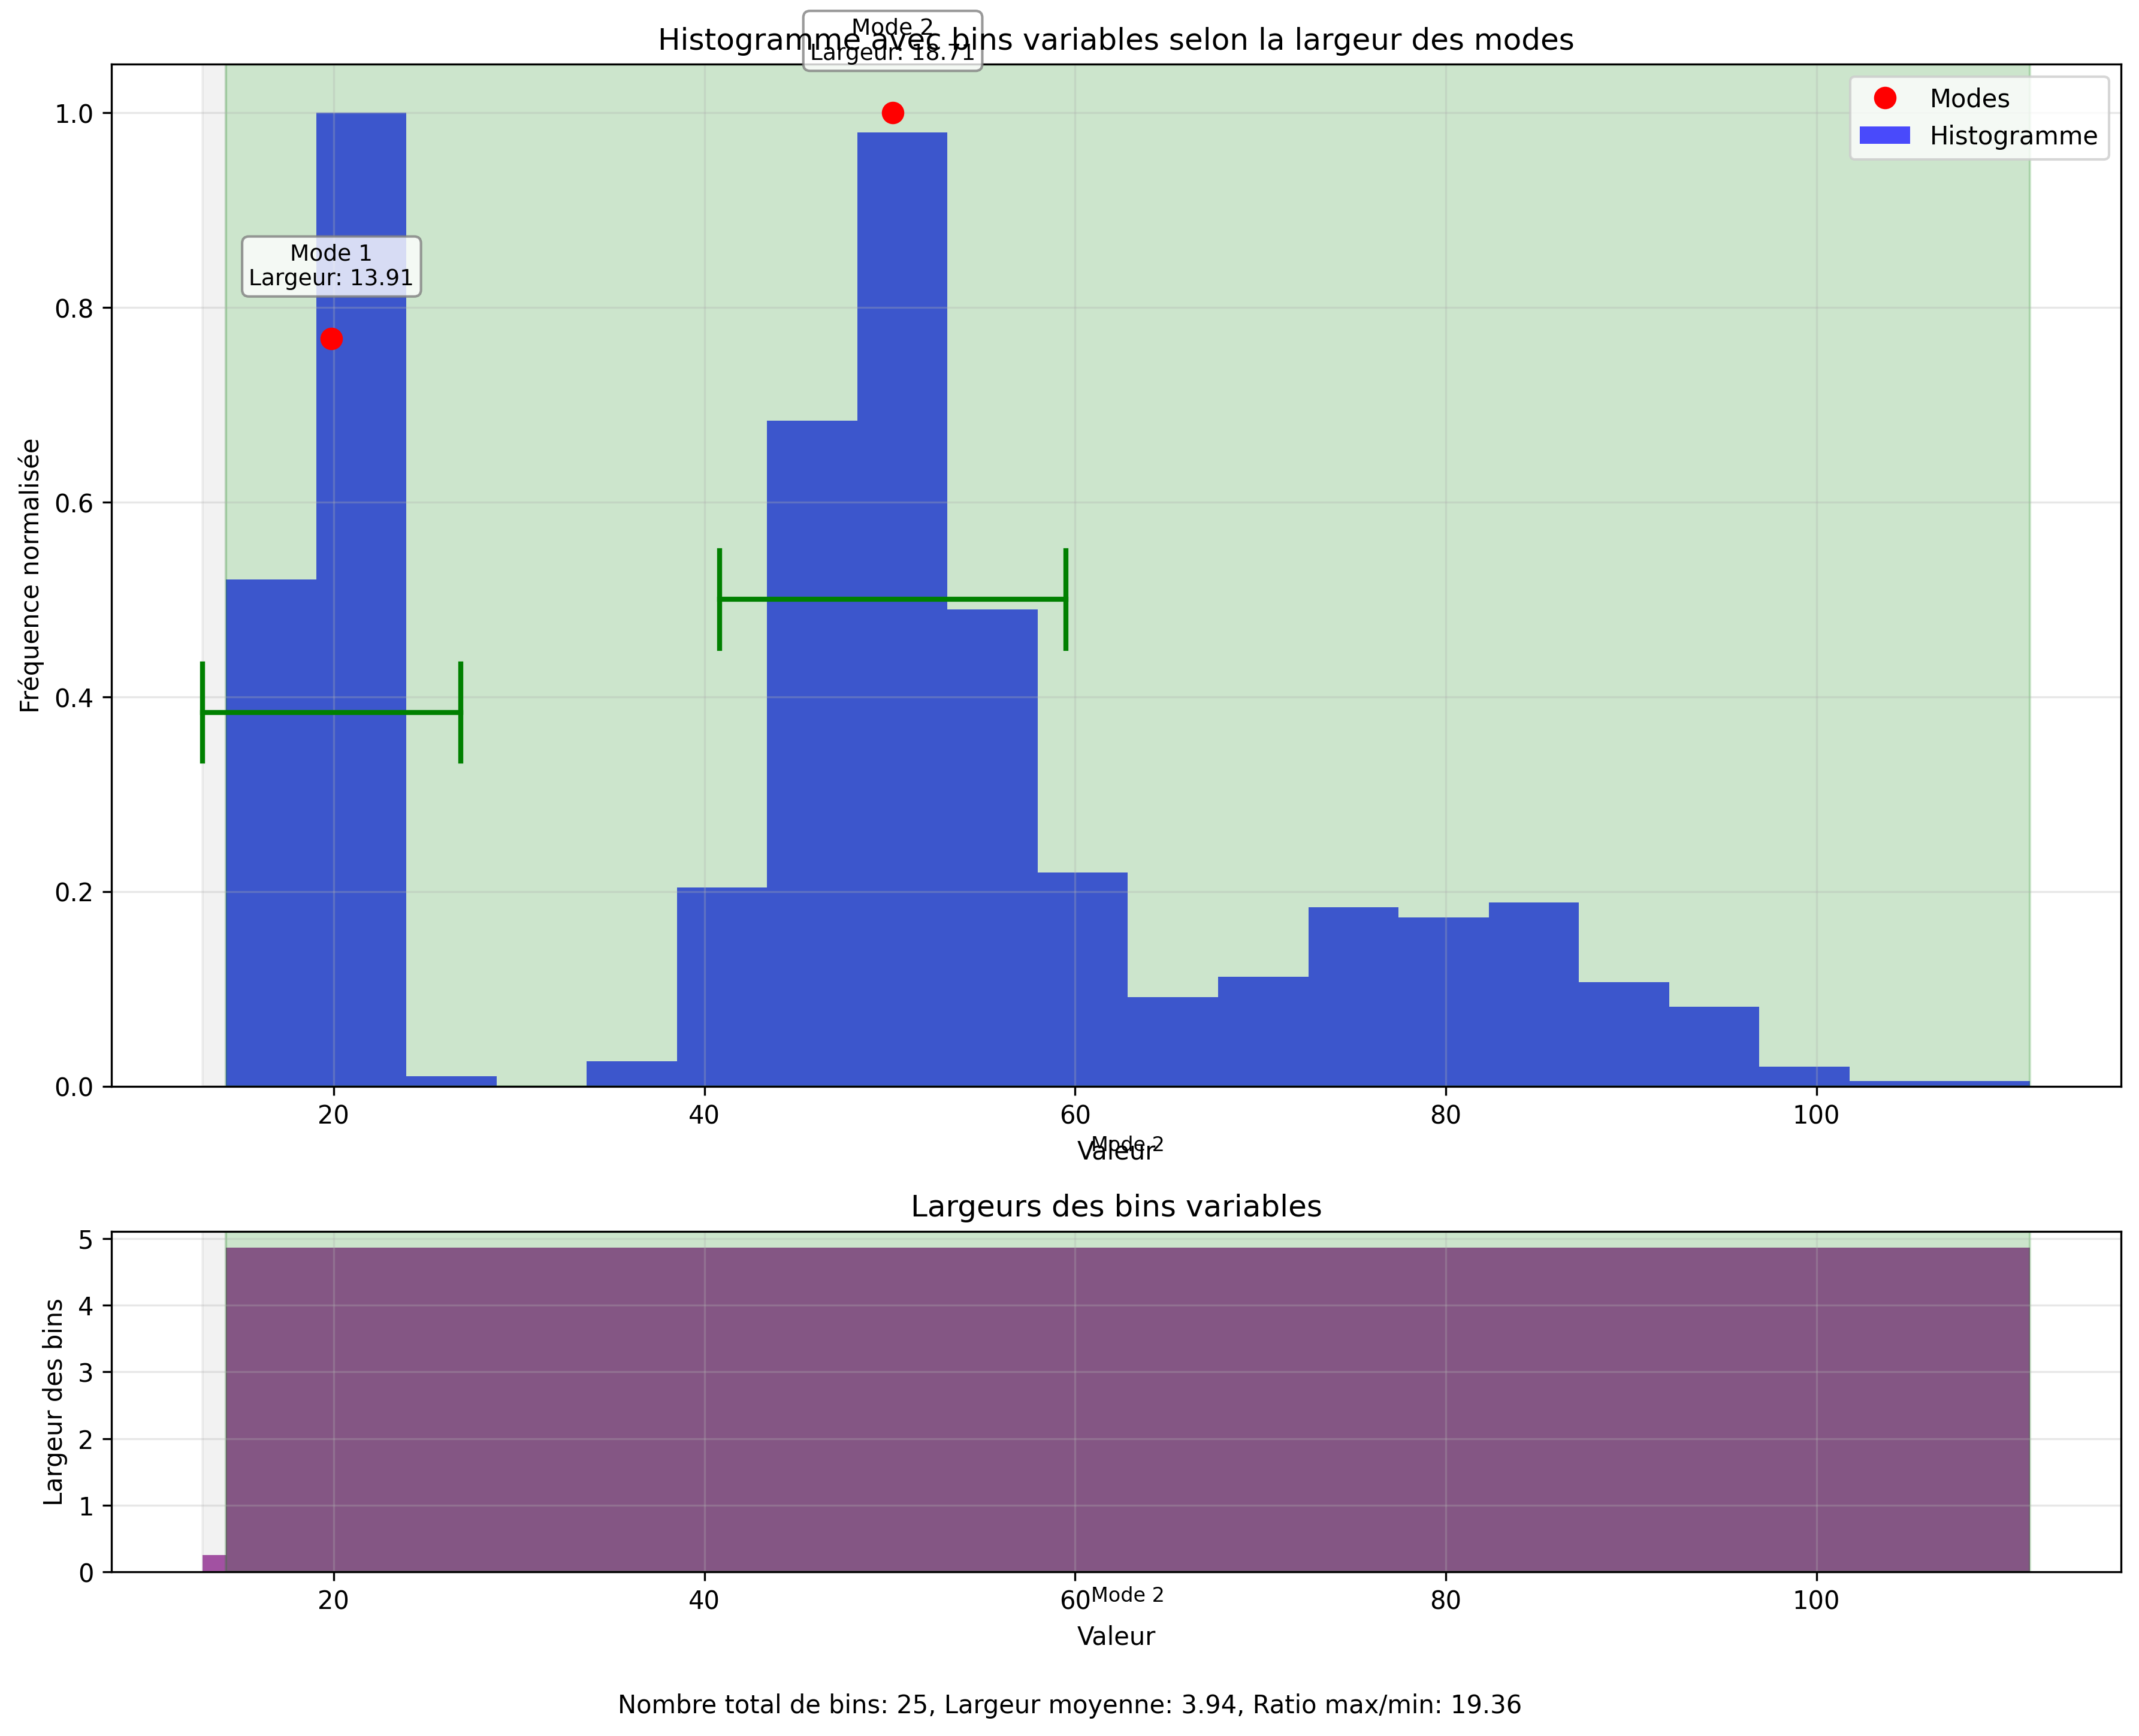 Mode 2
Largeur: 18.71
Histogramme avec bins variables selon la largeur des modes
Modes
Histogramme
Mode 1
Largeur: 13.91
Fréquence normalisée
1.0
0.8
0.6
0.4
0.2
0.0
20 40 60 80 100
Mode 2
Valeur
Largeurs des bins variables
Largeur des bins
5
4
3
2
1
0
20 40 60 80 100
Mode 2
Valeur
Nombre total de bins: 25, Largeur moyenne: 3.94, Ratio max/min: 19.36